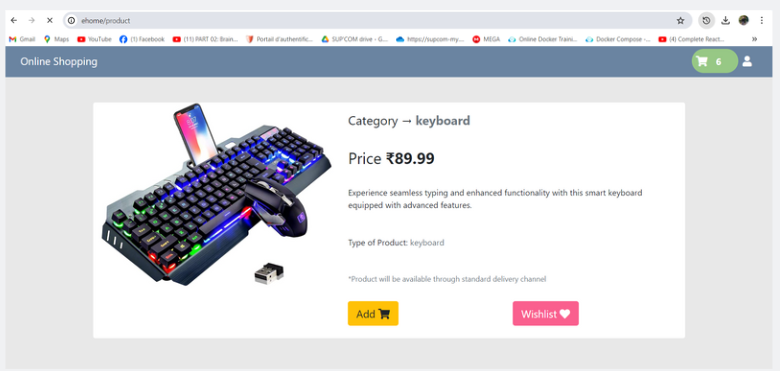 ehome/product
Gmail Maps YouTube (1) Facebook (11) PART 02: Brain... Portail d'authentific... SUP'COM drive - G... https://supcom-my... MEGA Online Docker Traini... Docker Compose -... (4) Complete React... »
Online Shopping
6
Category → keyboard
Price ₹89.99
Experience seamless typing and enhanced functionality with this smart keyboard
equipped with advanced features.
Type of Product: keyboard
*Product will be available through standard delivery channel
Add
Wishlist